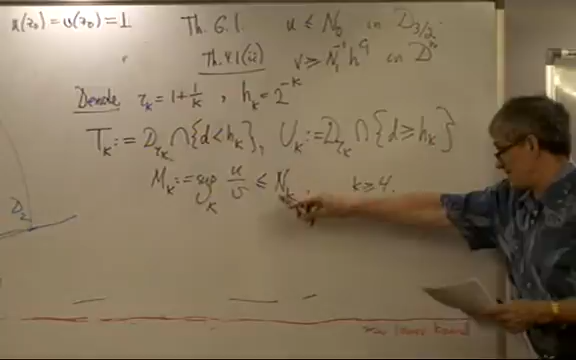 u(z₀) = v(z₀) = 1 Th. 6.1. u ≤ N₀ in D₃/₂
Th. 4.1 (ii) v ≥ N₁⁻¹ h^q in D
Denote r_k = 1 + 1/k , h_k = 2^-k
T_k := D_{r_k} ∩ {d < h_k}, U_k := D_{r_k} ∩ {d ≥ h_k}
M_k := sup_{U_k} u/v ≤ N_k, k ≥ 4.
D₂